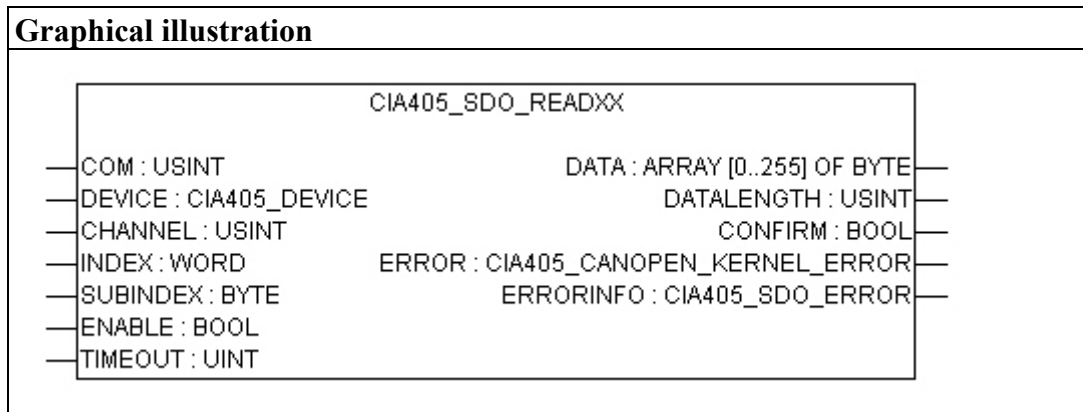 Graphical illustration
CIA405_SDO_READXX
COM : USINT DATA : ARRAY [0..255] OF BYTE
DEVICE : CIA405_DEVICE DATALENGTH : USINT
CHANNEL : USINT CONFIRM : BOOL
INDEX : WORD ERROR : CIA405_CANOPEN_KERNEL_ERROR
SUBINDEX : BYTE ERRORINFO : CIA405_SDO_ERROR
ENABLE : BOOL
TIMEOUT : UINT